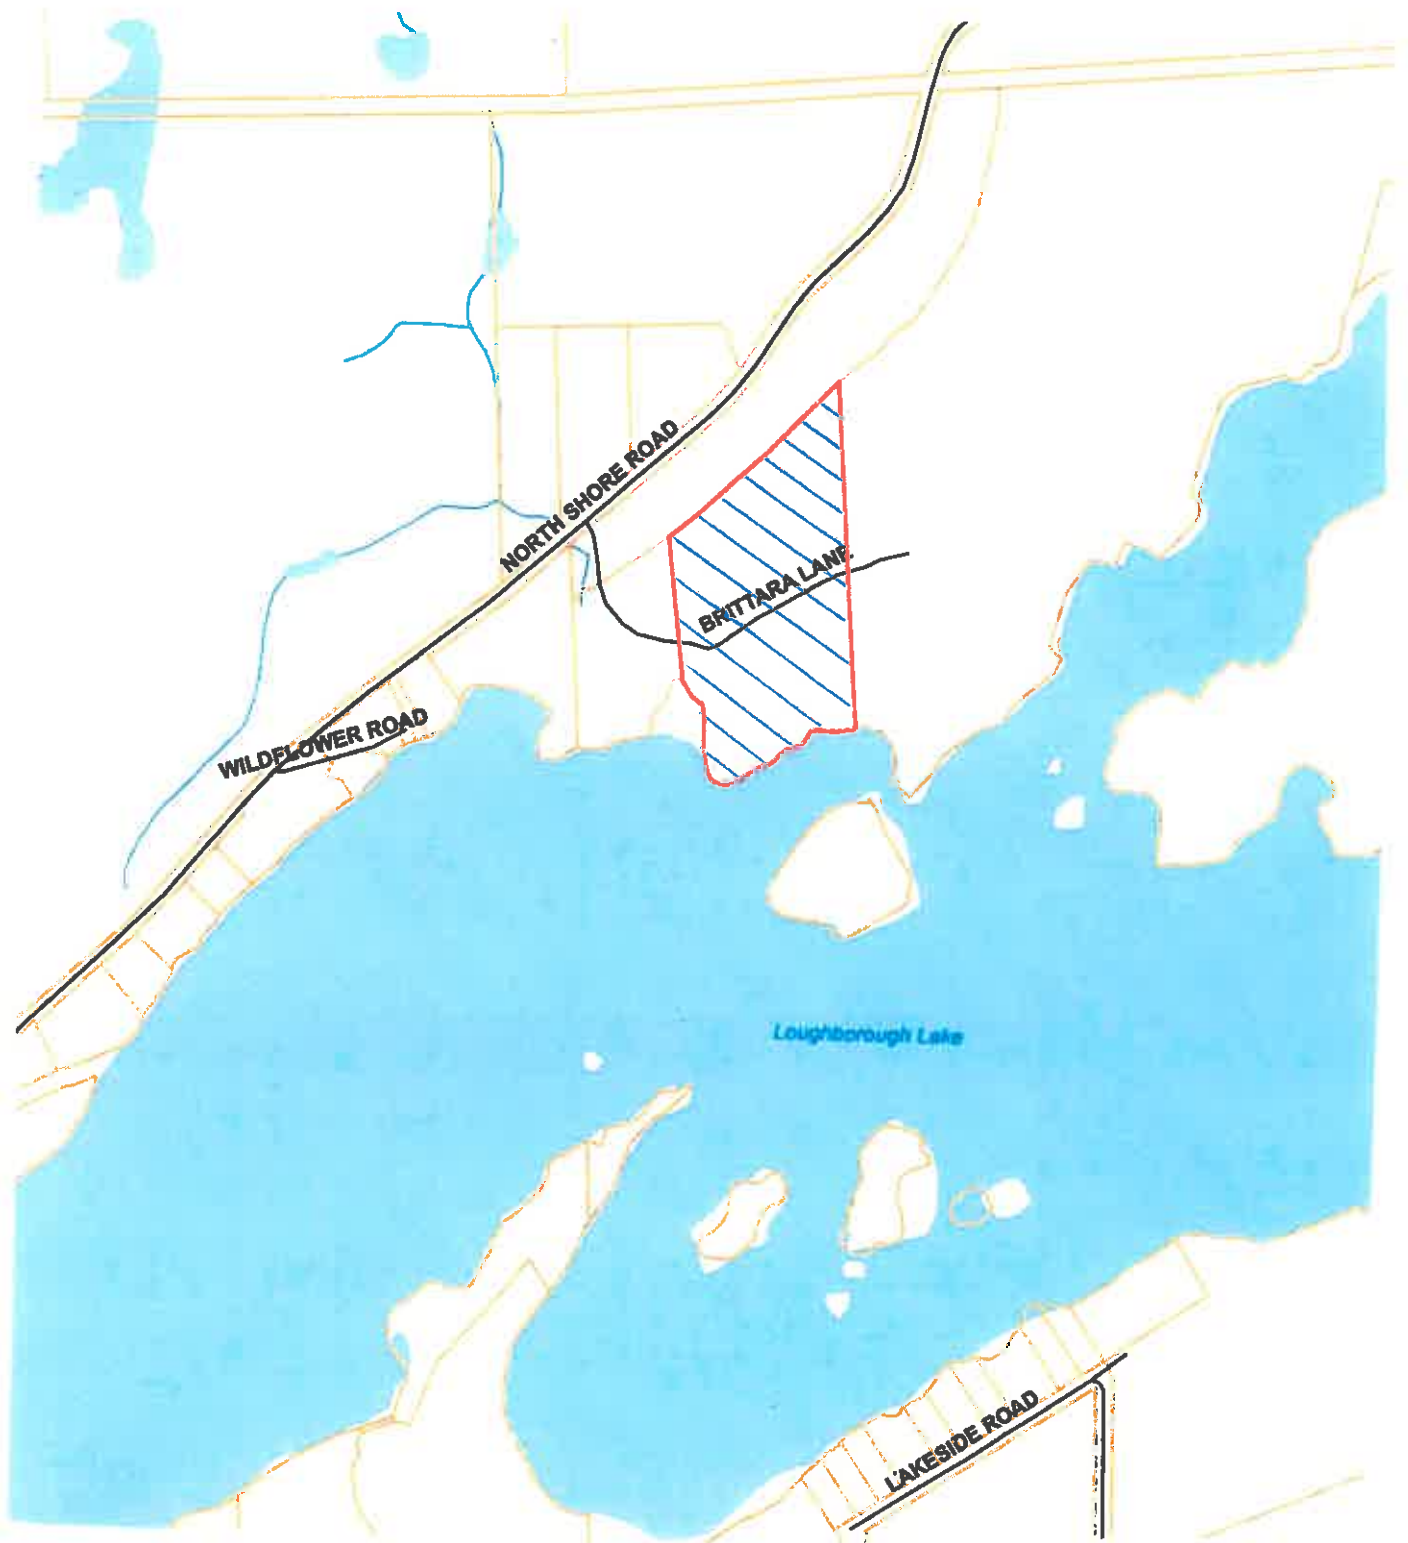 NORTH SHORE ROAD
BRITTARA LANE
WILDFLOWER ROAD
Loughborough Lake
LAKESIDE ROAD